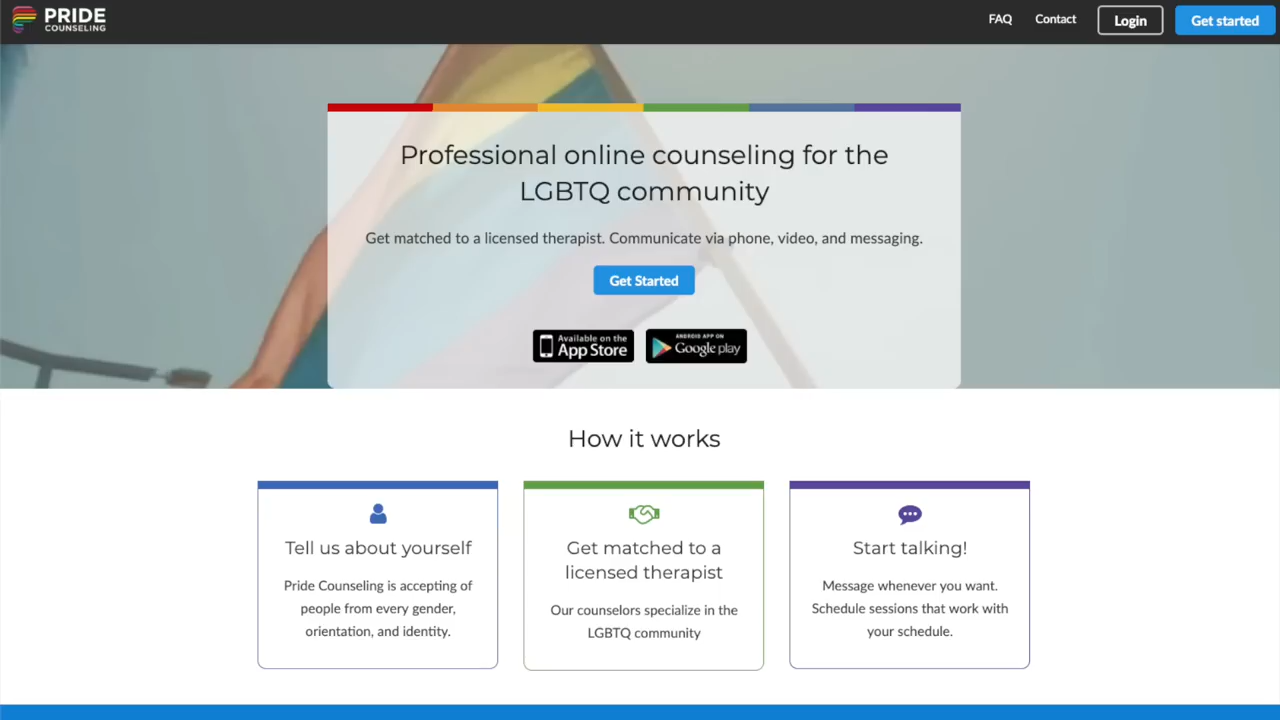 PRIDE
COUNSELING
FAQ
Contact
Login
Get started
Professional online counseling for the
LGBTQ community
Get matched to a licensed therapist. Communicate via phone, video, and messaging.
Get Started
Available on the
App Store
ANDROID APP ON
Google play
How it works
Tell us about yourself
Pride Counseling is accepting of
people from every gender,
orientation, and identity.
Get matched to a
licensed therapist
Our counselors specialize in the
LGBTQ community
Start talking!
Message whenever you want.
Schedule sessions that work with
your schedule.